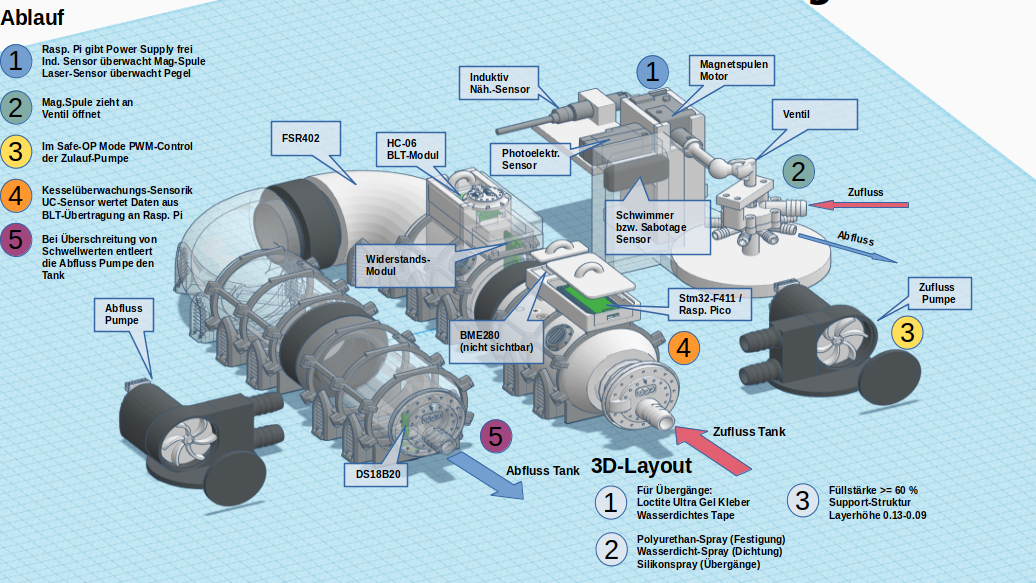 Ablauf
1
Rasp. Pi gibt Power Supply frei
Ind. Sensor überwacht Mag-Spule
Laser-Sensor überwacht Pegel
2
Mag.Spule zieht an
Ventil öffnet
3
Im Safe-OP Mode PWM-Control
der Zulauf-Pumpe
4
Kesselüberwachungs-Sensorik
UC-Sensor wertet Daten aus
BLT-Übertragung an Rasp. Pi
5
Bei Überschreitung von
Schwellwerten entleert
die Abfluss Pumpe den
Tank
Induktiv
Näh.-Sensor
1
Magnetspulen
Motor
Ventil
FSR402
HC-06
BLT-Modul
Photoelektr.
Sensor
2
Zufluss
Schwimmer
bzw. Sabotage
Sensor
Abfluss
Widerstands-
Modul
Zufluss
Pumpe
Stm32-F411 /
Rasp. Pico
Abfluss
Pumpe
BME280
(nicht sichtbar)
3
4
5
Zufluss Tank
DS18B20
Abfluss Tank
3D-Layout
1
Für Übergänge:
Loctite Ultra Gel Kleber
Wasserdichtes Tape
2
Polyurethan-Spray (Festigung)
Wasserdicht-Spray (Dichtung)
Silikonspray (Übergänge)
3
Füllstärke >= 60 %
Support-Struktur
Layerhöhe 0.13-0.09